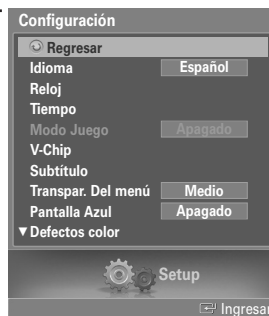 Configuración
Regresar
Idioma Español
Reloj
Tiempo
Modo Juego Apagado
V-Chip
Subtítulo
Transpar. Del menú Medio
Pantalla Azul Apagado
▼ Defectos color
Setup
Ingresar